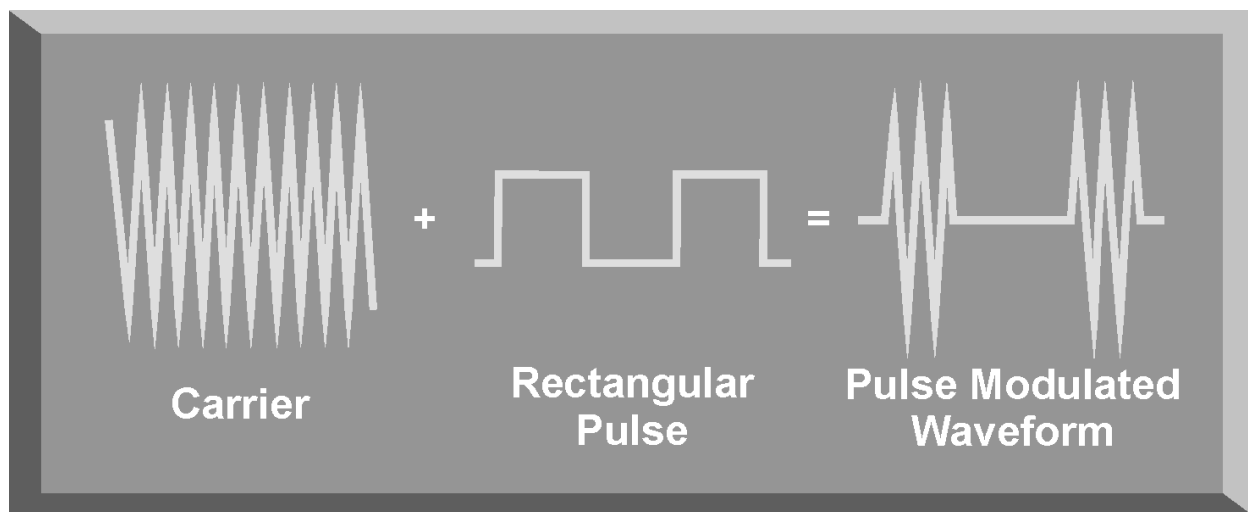 +
=
Carrier
Rectangular
Pulse
Pulse Modulated
Waveform